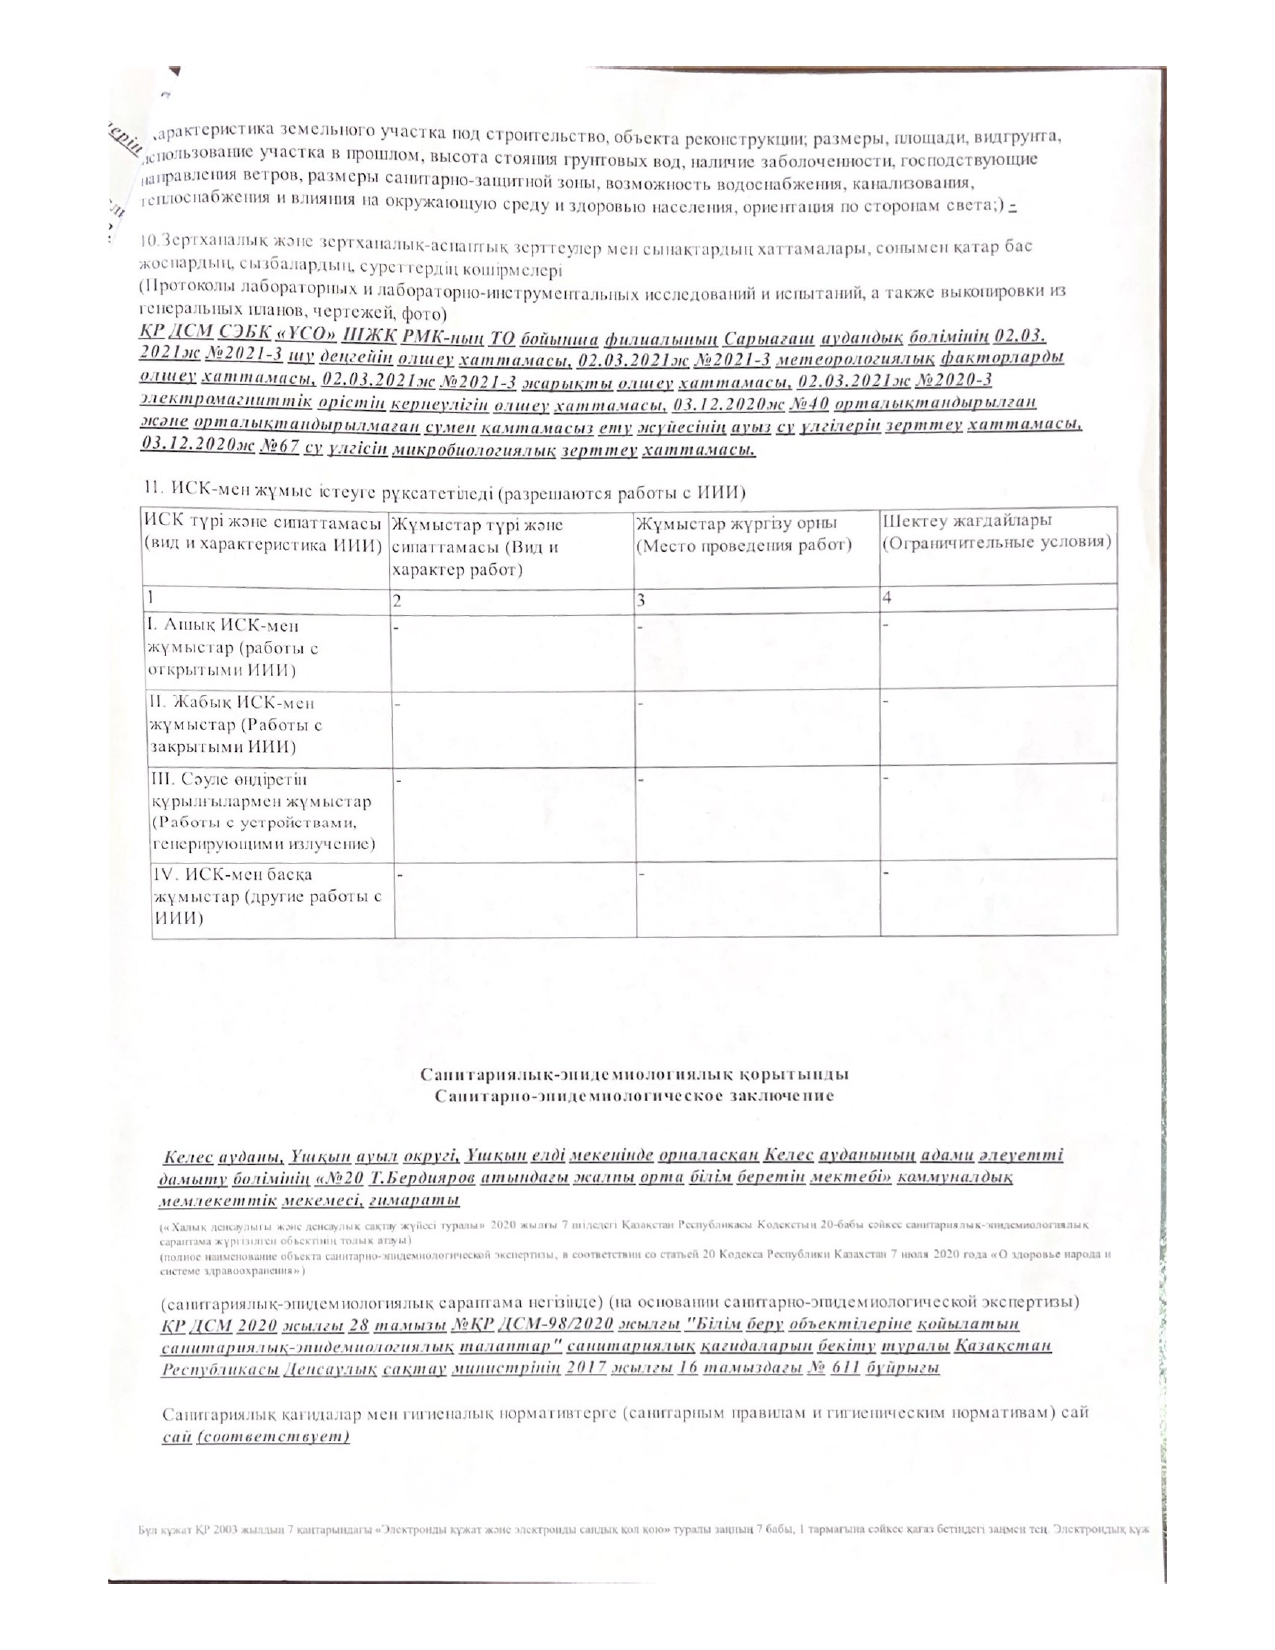 характеристика земельного участка под строительство, объекта реконструкции; размеры, площади, видгрунта,
использование участка в прошлом, высота стояния грунтовых вод, наличие заболоченности, господствующие
направления ветров, размеры санитарно-защитной зоны, возможность водоснабжения, канализования,
теплоснабжения и влияния на окружающую среду и здоровью населения, ориентация по сторонам света;) -
10.Зертханалық және зертханалық-аспаптық зерттеулер мен сынақтардың хаттамалары, сонымен қатар бас
жоспардың, сызбалардың, суреттердің көшірмелері
(Протоколы лабораторных и лабораторно-инструментальных исследований и испытаний, а также выкопировки из
генеральных планов, чертежей, фото)
ҚР ДСМ СЭБК «ҰСО» ШЖҚ РМК-ның ТО бойынша филиалының Сарыағаш аудандық бөлімінің 02.03.
2021ж №2021-3 шу деңгейін өлшеу хаттамасы, 02.03.2021ж №2021-3 метеорологиялық факторларды
өлшеу хаттамасы, 02.03.2021ж №2021-3 жарықты өлшеу хаттамасы, 02.03.2021ж №2020-3
электромагниттік өрістің кернеулігін өлшеу хаттамасы, 03.12.2020ж №40 орталықтандырылған
және орталықтандырылмаған сумен қамтамасыз ету жүйесінің ауыз су үлгілерін зерттеу хаттамасы,
03.12.2020ж №67 су үлгісін микробиологиялық зерттеу хаттамасы.
11. ИСК-мен жұмыс істеуге рұқсатетіледі (разрешаются работы с ИИИ)
ИСК түрі және сипаттамасы (вид и характеристика ИИИ)
Жұмыстар түрі және сипаттамасы (Вид и характер работ)
Жұмыстар жүргізу орны (Место проведения работ)
Шектеу жағдайлары (Ограничительные условия)
1 2 3 4
I. Ашық ИСК-мен жұмыстар (работы с открытыми ИИИ) - - -
II. Жабық ИСК-мен жұмыстар (Работы с закрытыми ИИИ) - - -
III. Сәуле өндіретін құрылғылармен жұмыстар (Работы с устройствами, генерирующими излучение) - - -
IV. ИСК-мен басқа жұмыстар (другие работы с ИИИ) - - -
Санитариялық-эпидемиологиялық қорытынды
Санитарно-эпидемиологическое заключение
Келес ауданы, Ұшқын ауыл округі, Ұшқын елді мекенінде орналасқан Келес ауданының адами әлеуетті
дамыту бөлімінің «№20 Т.Бердияров атындағы жалпы орта білім беретін мектебі» коммуналдық
мемлекеттік мекемесі, ғимараты
(«Халық денсаулығы және денсаулық сақтау жүйесі туралы» 2020 жылғы 7 шілдегі Қазақстан Республикасы Кодекстың 20-бабы сәйкес санитариялық-эпидемиологиялық
сараптама жүргізілген объектінің толық атауы)
(полное наименование объекта санитарно-эпидемиологической экспертизы, в соответствии со статьей 20 Кодекса Республики Казахстан 7 июля 2020 года «О здоровье народа и
системе здравоохранения»)
(санитариялық-эпидемиологиялық сараптама негізінде) (на основании санитарно-эпидемиологической экспертизы)
ҚР ДСМ 2020 жылғы 28 тамызы №ҚР ДСМ-98/2020 жылғы "Білім беру объектілеріне қойылатын
санитариялық-эпидемиологиялық талаптар" санитариялық қағидаларын бекіту туралы Қазақстан
Республикасы Денсаулық сақтау министрінің 2017 жылғы 16 тамыздағы № 611 бұйрығы
Санитариялық қағидалар мен гигиеналық нормативтерге (санитарным правилам и гигиеническим нормативам) сай
сай (соответствует)
Бұл құжат ҚР 2003 жылдың 7 қаңтарындағы «Электронды құжат және электронды сандық қол қою» туралы заңның 7 бабы, 1 тармағына сәйкес қағаз бетіндегі заңмен тең. Электрондық құж